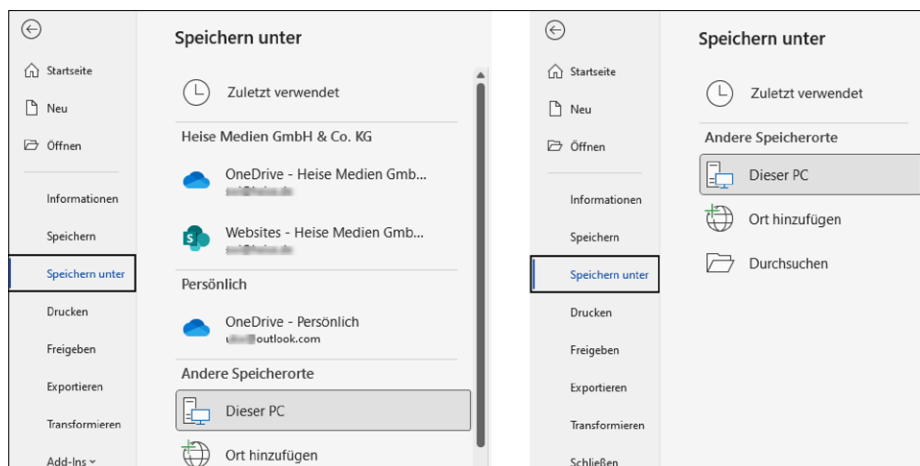 Speichern unter
Startseite
Neu
Öffnen
Informationen
Speichern
Speichern unter
Drucken
Freigeben
Exportieren
Transformieren
Add-Ins
Zuletzt verwendet
Heise Medien GmbH & Co. KG
OneDrive - Heise Medien Gmb...
Websites - Heise Medien Gmb...
Persönlich
OneDrive - Persönlich
outlook.com
Andere Speicherorte
Dieser PC
Ort hinzufügen
Speichern unter
Startseite
Neu
Öffnen
Informationen
Speichern
Speichern unter
Drucken
Freigeben
Exportieren
Transformieren
Schließen
Zuletzt verwendet
Andere Speicherorte
Dieser PC
Ort hinzufügen
Durchsuchen